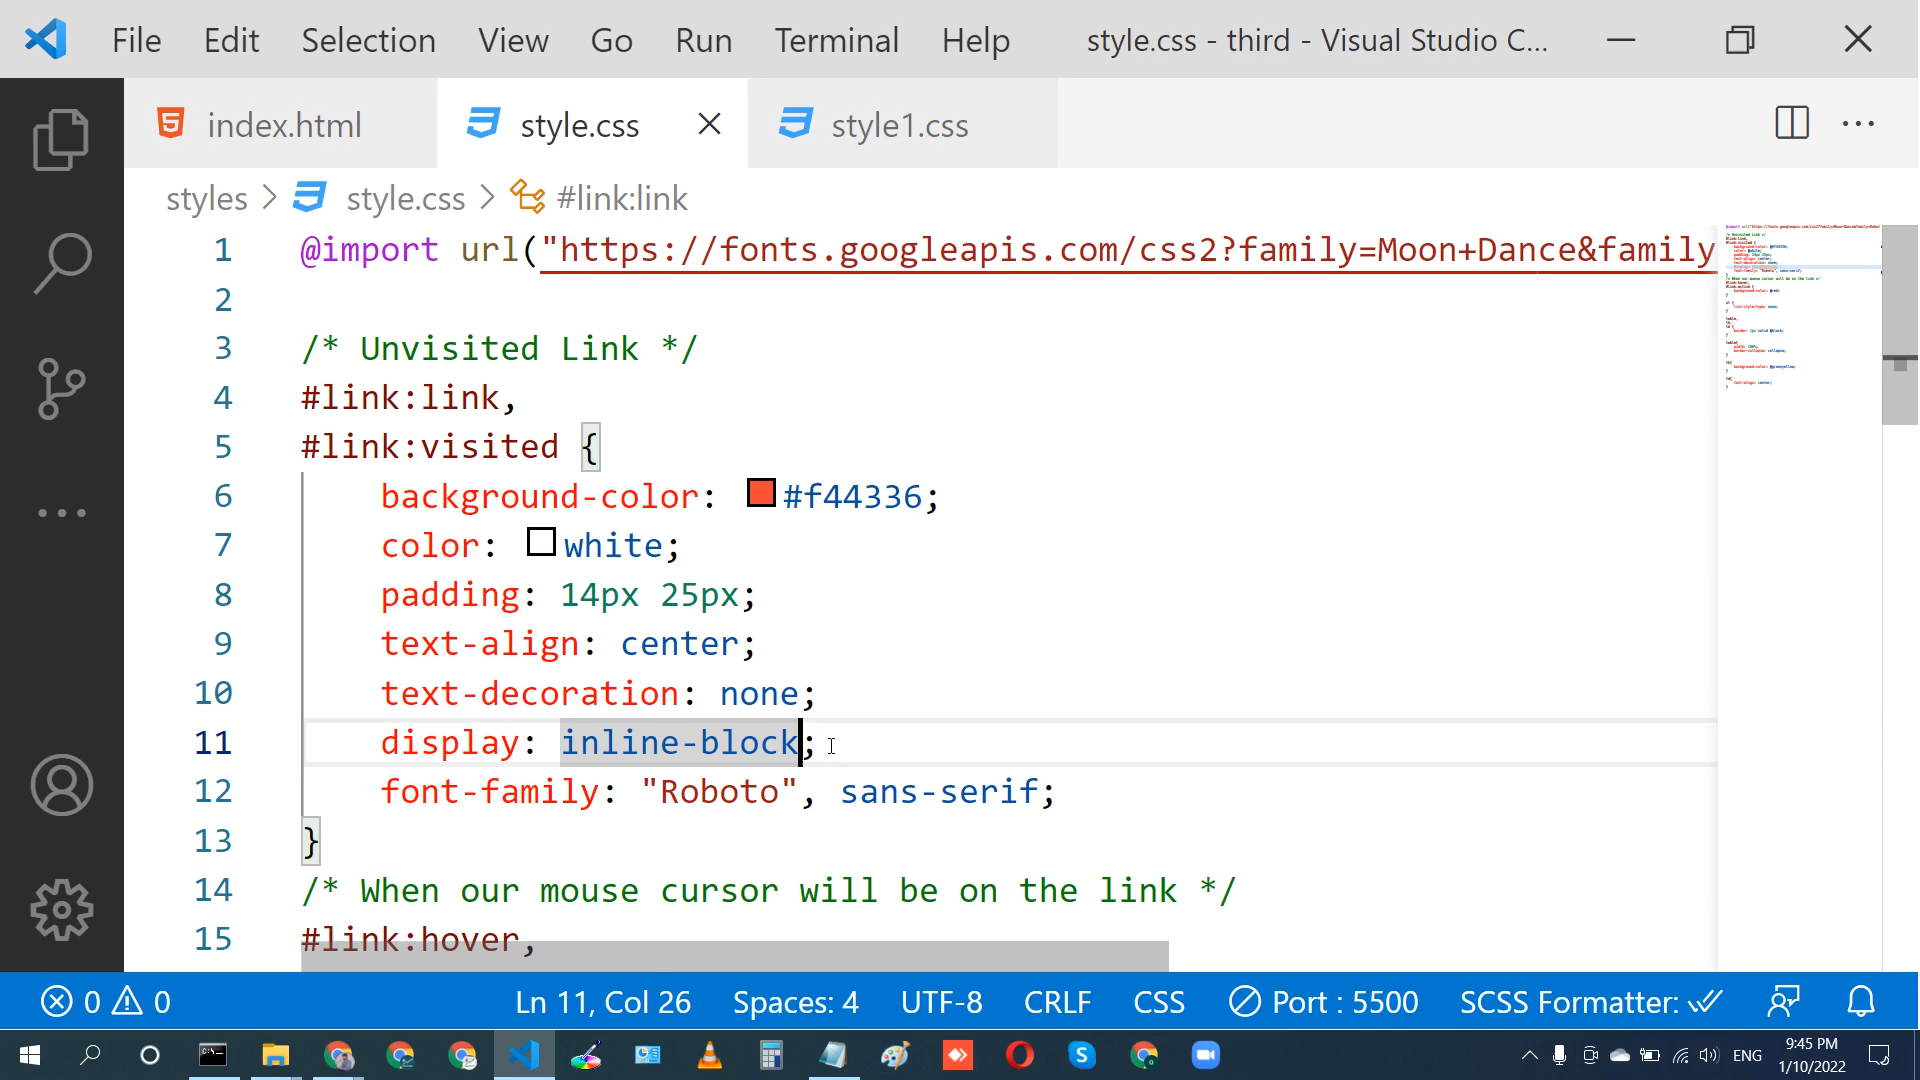 File Edit Selection View Go Run Terminal Help style.css - third - Visual Studio C...
index.html style.css style1.css
styles > style.css > #link:link
1 @import url("https://fonts.googleapis.com/css2?family=Moon+Dance&family
2
3 /* Unvisited Link */
4 #link:link,
5 #link:visited {
6 background-color: #f44336;
7 color: white;
8 padding: 14px 25px;
9 text-align: center;
10 text-decoration: none;
11 display: inline-block;
12 font-family: "Roboto", sans-serif;
13 }
14 /* When our mouse cursor will be on the link */
15 #link:hover,
0 0 Ln 11, Col 26 Spaces: 4 UTF-8 CRLF CSS Port : 5500 SCSS Formatter:
ENG 9:45 PM
1/10/2022